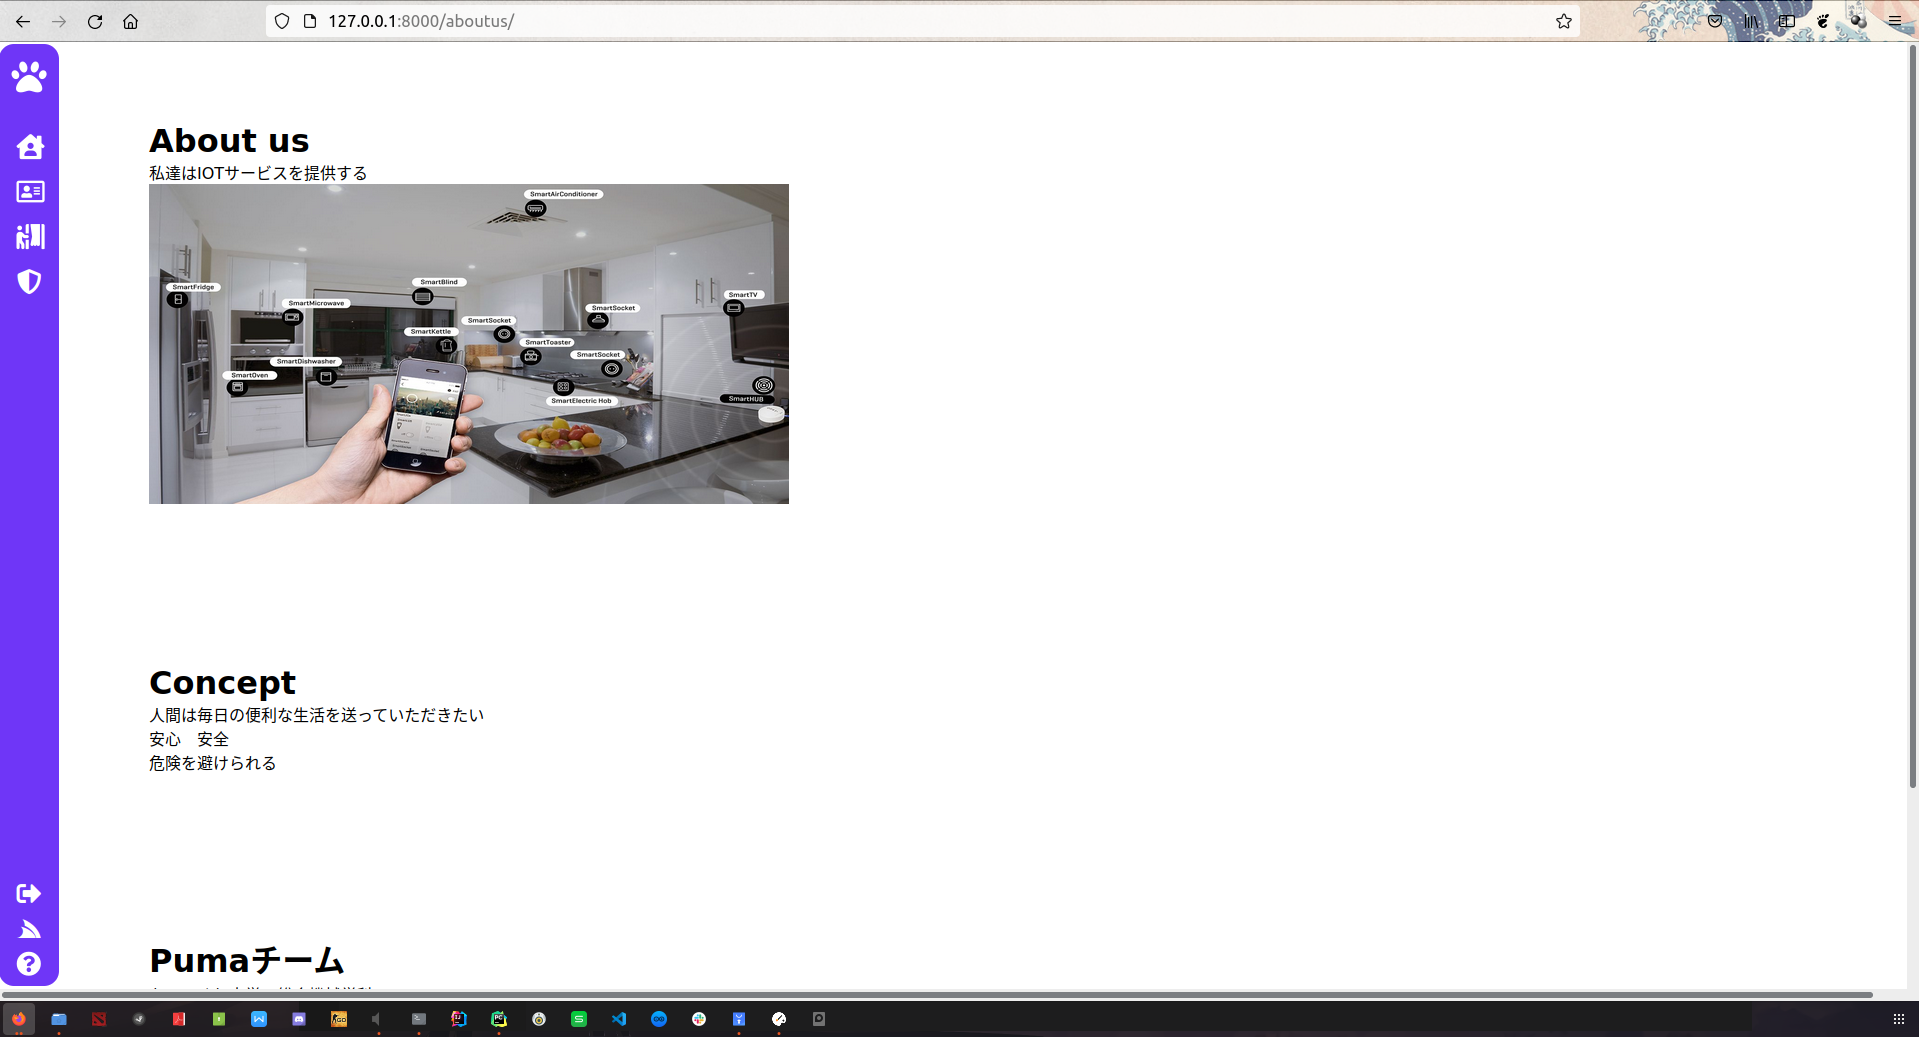 127.0.0.1:8000/aboutus/
About us
私達はIOTサービスを提供する
SmartAirConditioner
SmartFridge
SmartMicrowave
SmartBlind
SmartKettle
SmartSocket
SmartSocket
SmartTV
SmartToaster
SmartSocket
SmartDishwasher
SmartOven
SmartElectric Hob
SmartHUB
Concept
人間は毎日の便利な生活を送っていただきたい
安心　安全
危険を避けられる
Pumaチーム